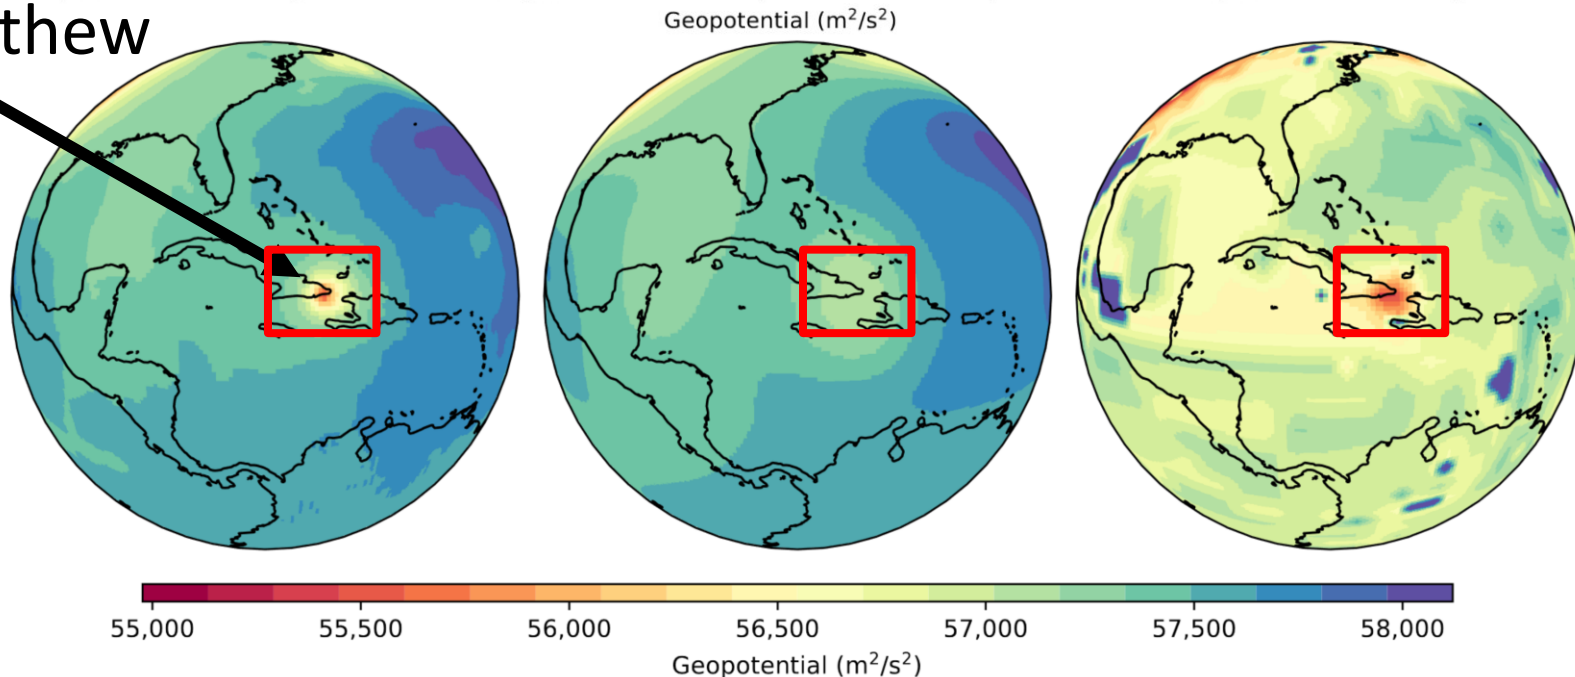 thew
Geopotential (m²/s²)
55,000 55,500 56,000 56,500 57,000 57,500 58,000
Geopotential (m²/s²)